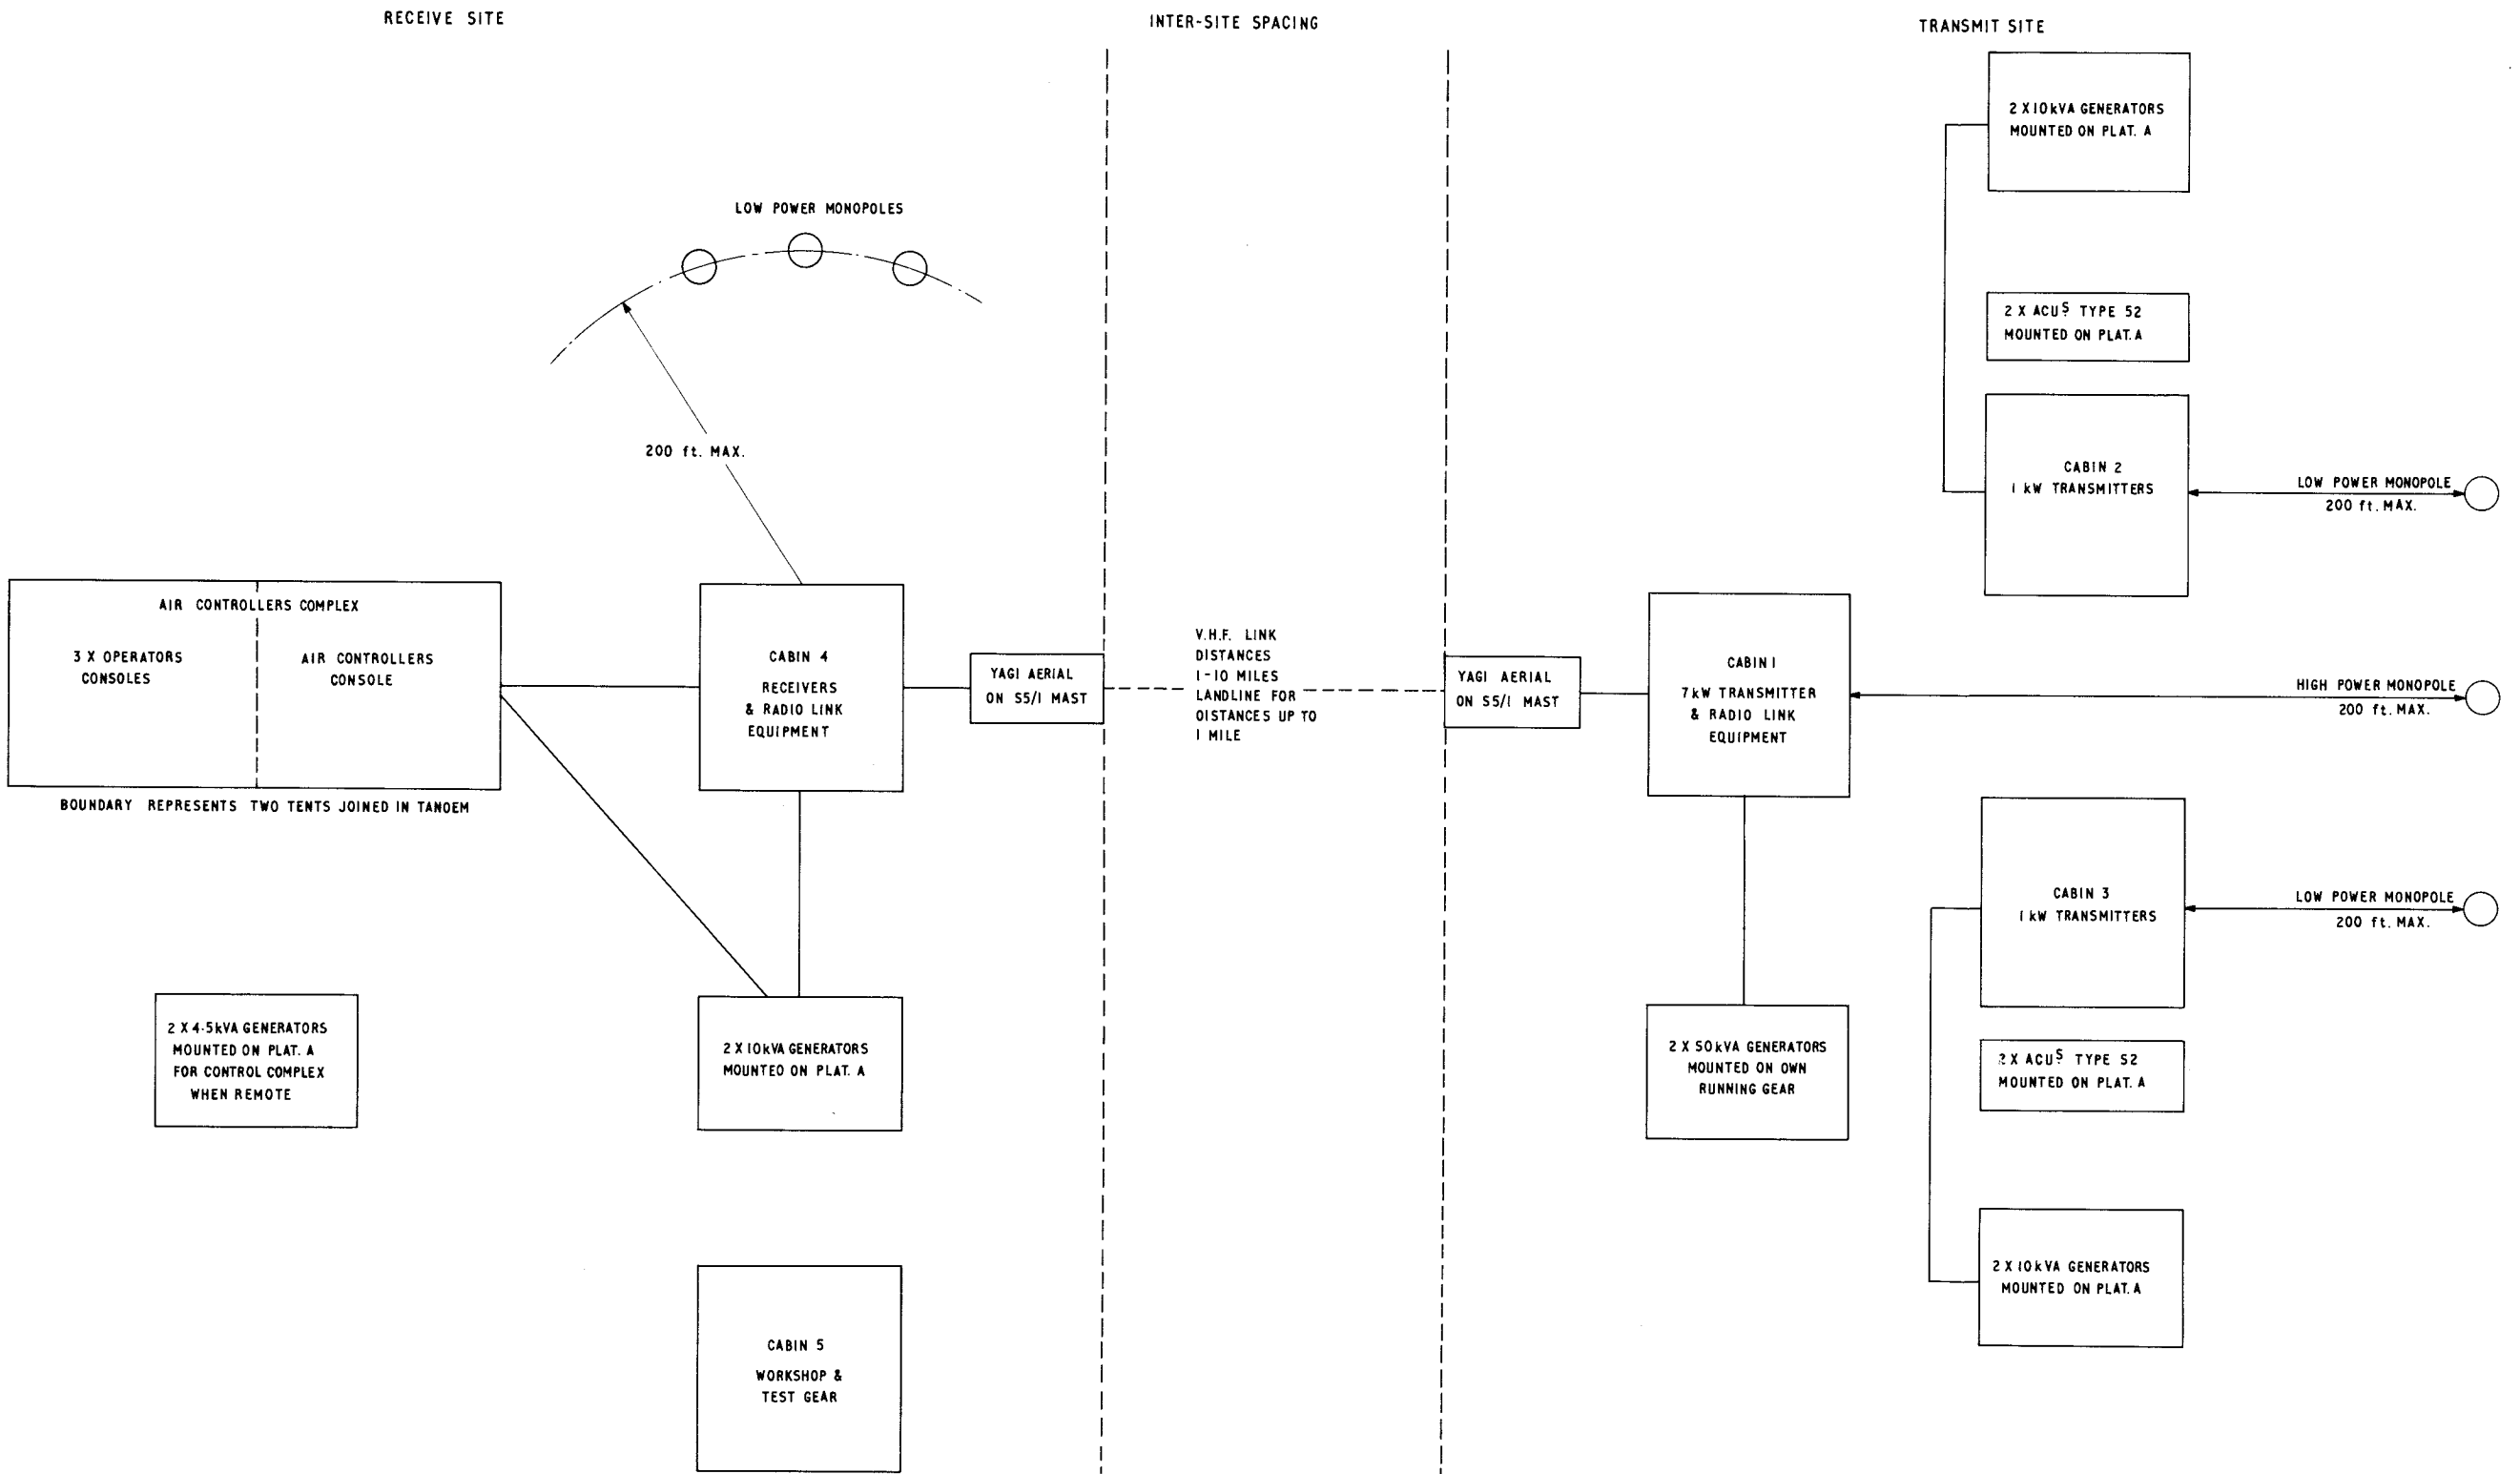 RECEIVE SITE
INTER-SITE SPACING
TRANSMIT SITE
LOW POWER MONOPOLES
200 ft. MAX.
AIR CONTROLLERS COMPLEX
3 X OPERATORS
CONSOLES
AIR CONTROLLERS
CONSOLE
BOUNDARY REPRESENTS TWO TENTS JOINED IN TANOEM
CABIN 4
RECEIVERS
& RADIO LINK
EQUIPMENT
YAGI AERIAL
ON S5/1 MAST
2 X 4·5kVA GENERATORS
MOUNTED ON PLAT. A
FOR CONTROL COMPLEX
WHEN REMOTE
2 X 10kVA GENERATORS
MOUNTEO ON PLAT. A
CABIN 5
WORKSHOP &
TEST GEAR
V.H.F. LINK
DISTANCES
1-10 MILES
LANDLINE FOR
OISTANCES UP TO
1 MILE
2 X 10kVA GENERATORS
MOUNTED ON PLAT. A
2 X ACUS TYPE 52
MOUNTED ON PLAT.A
CABIN 2
1 kW TRANSMITTERS
LOW POWER MONOPOLE
200 ft. MAX.
YAGI AERIAL
ON S5/1 MAST
CABIN 1
7kW TRANSMITTER
& RADIO LINK
EQUIPMENT
HIGH POWER MONOPOLE
200 ft. MAX.
2 X 50kVA GENERATORS
MOUNTED ON OWN
RUNNING GEAR
CABIN 3
1 kW TRANSMITTERS
LOW POWER MONOPOLE
200 ft. MAX.
2 X ACUS TYPE 52
MOUNTED ON PLAT. A
2 X 10kVA GENERATORS
MOUNTED ON PLAT. A